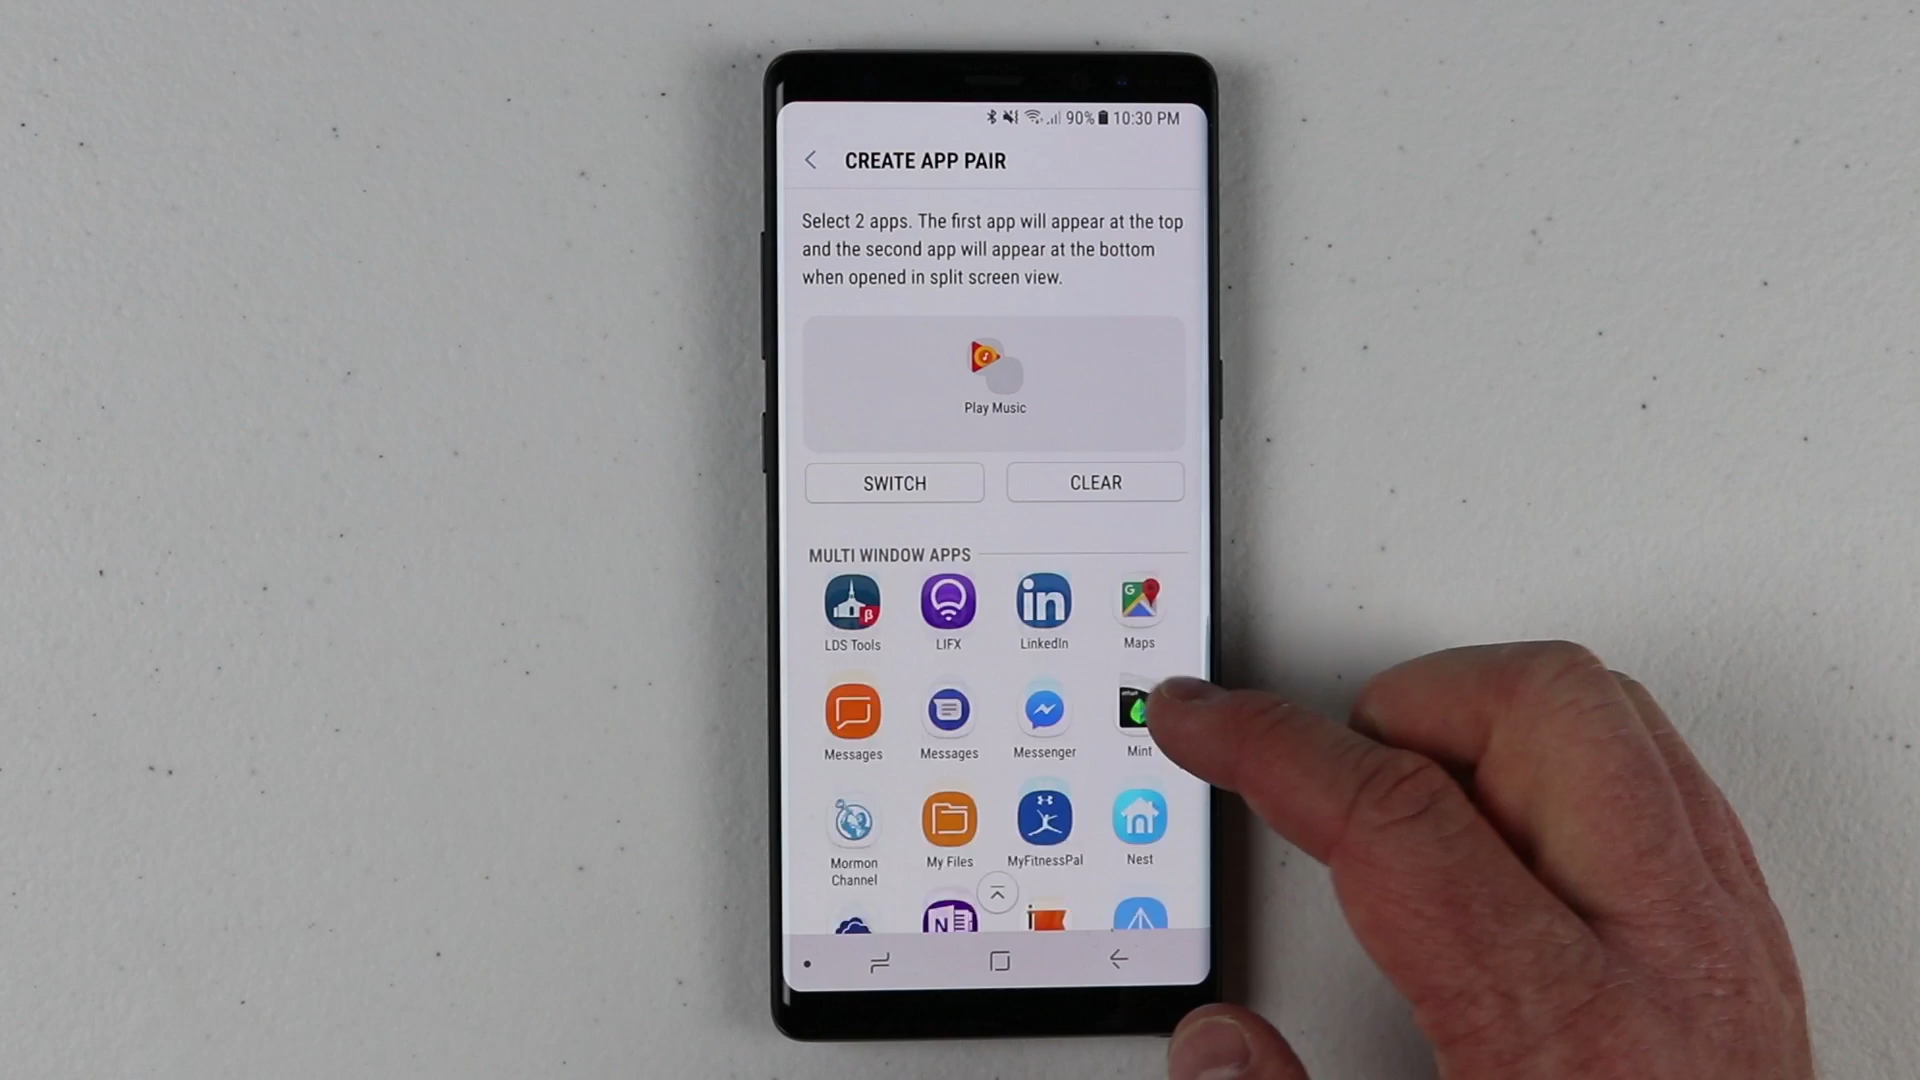 90% 10:30 PM
CREATE APP PAIR
Select 2 apps. The first app will appear at the top
and the second app will appear at the bottom
when opened in split screen view.
Play Music
SWITCH CLEAR
MULTI WINDOW APPS
β in G
LDS Tools LIFX LinkedIn Maps
Messages Messages Messenger Mint
Mormon My Files MyFitnessPal Nest
Channel
N